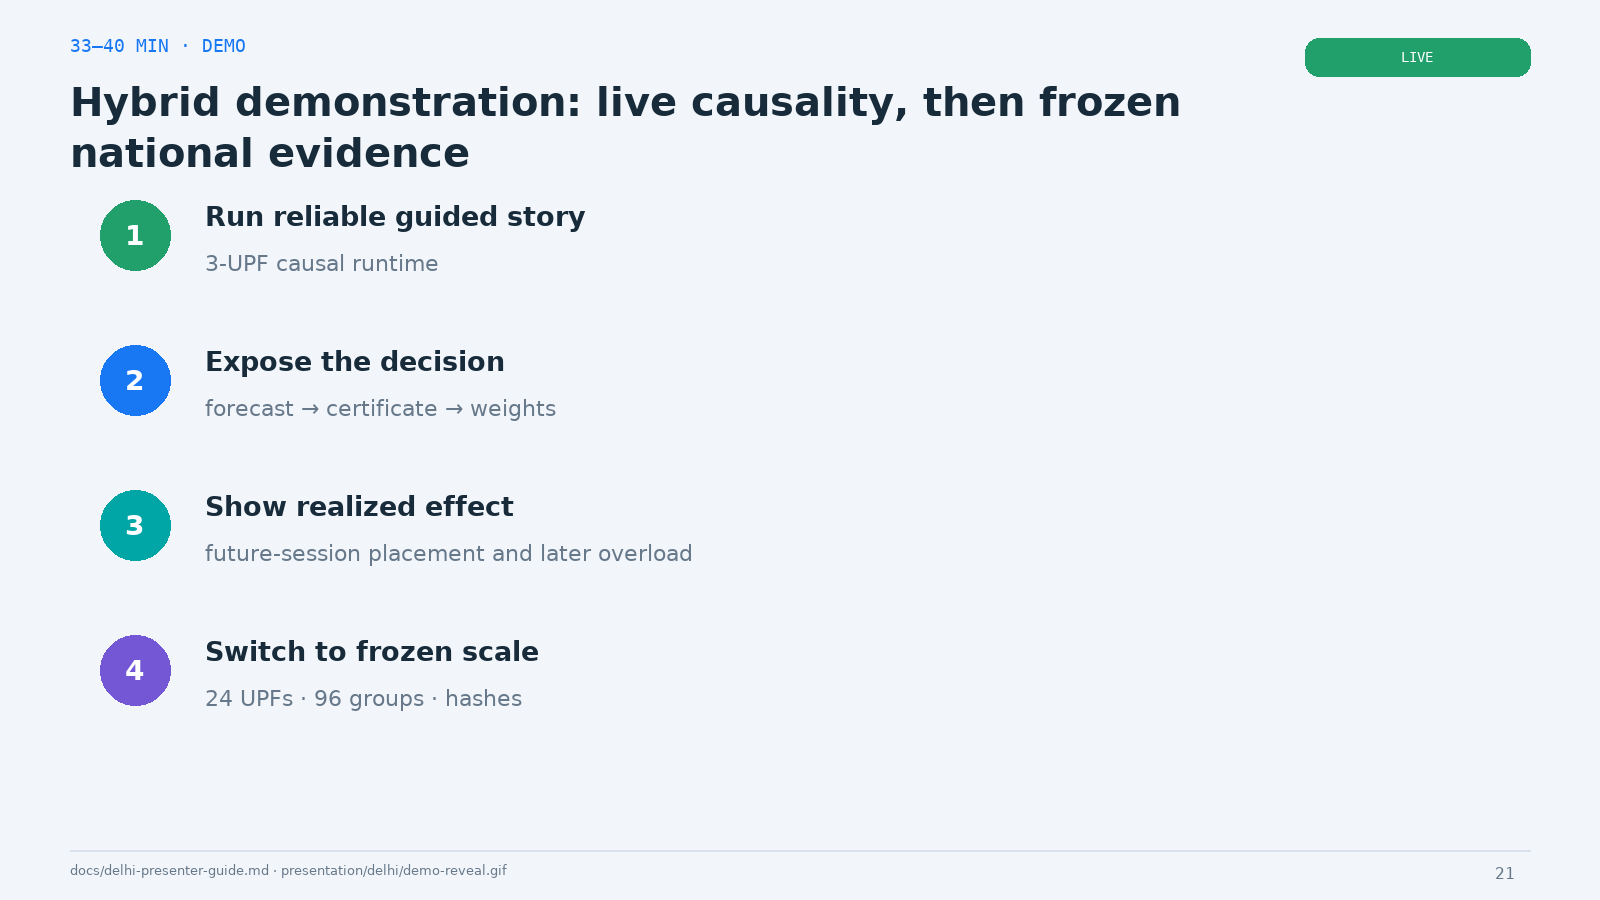 33–40 MIN · DEMO
LIVE
Hybrid demonstration: live causality, then frozen
national evidence
1
Run reliable guided story
3-UPF causal runtime
2
Expose the decision
forecast → certificate → weights
3
Show realized effect
future-session placement and later overload
4
Switch to frozen scale
24 UPFs · 96 groups · hashes
docs/delhi-presenter-guide.md · presentation/delhi/demo-reveal.gif
21